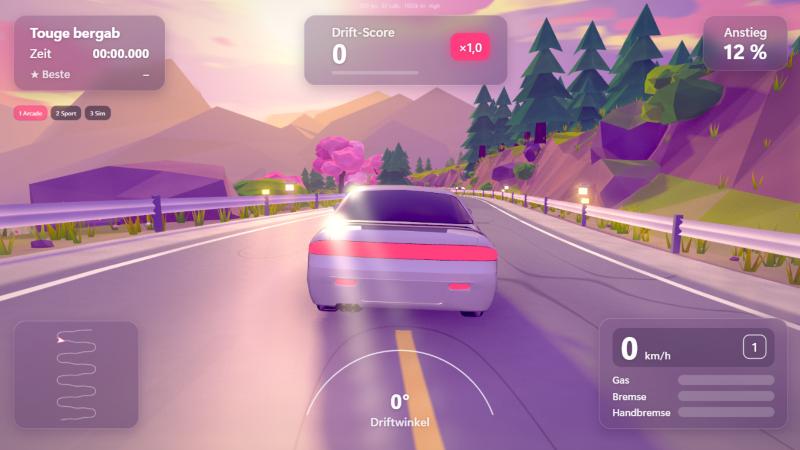 Touge bergab
Zeit 00:00.000
★ Beste –
1 Arcade 2 Sport 3 Sim
Drift-Score
0
×1,0
Anstieg
12 %
0°
Driftwinkel
0 km/h 1
Gas
Bremse
Handbremse